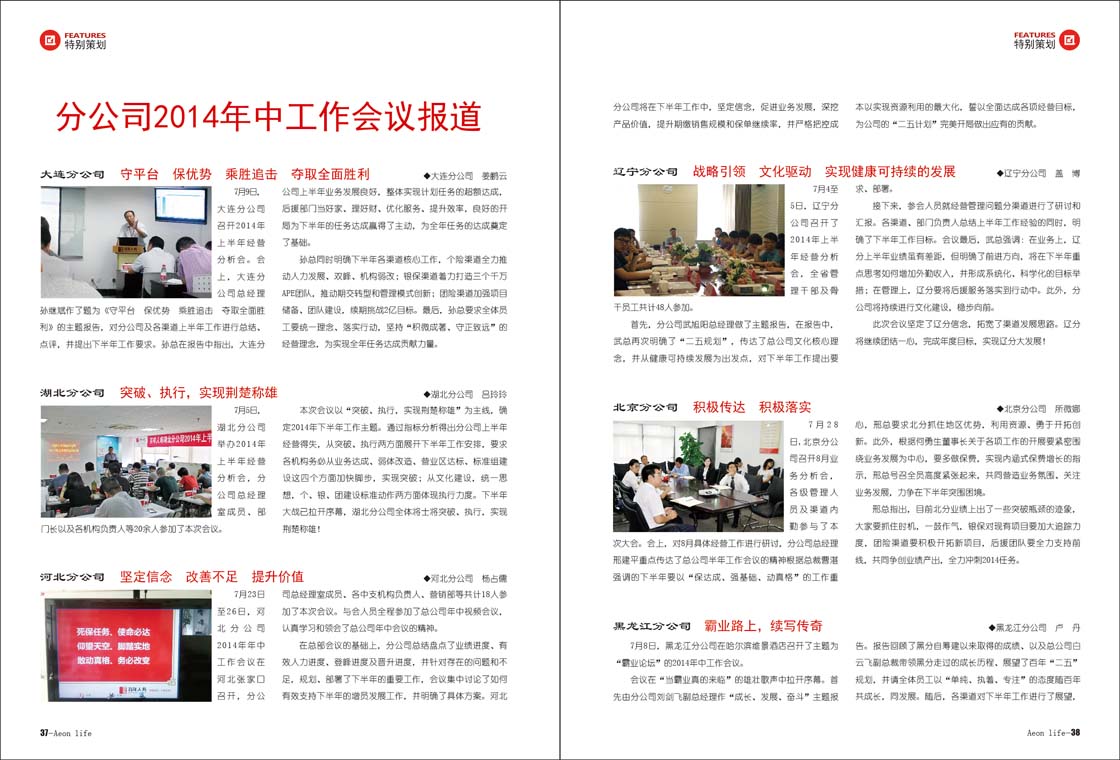 FEATURES
特别策划
分公司2014年中工作会议报道
大连分公司 守平台 保优势 乘胜追击 夺取全面胜利 ◆大连分公司 姜鹏云
7月9日,
大连分公司
召开2014年
上半年经营
分析会。会
上,大连分
公司总经理
孙继斌作了题为《守平台 保优势 乘胜追击 夺取全面胜
利》的主题报告,对分公司及各渠道上半年工作进行总结、
点评,并提出下半年工作要求。孙总在报告中指出,大连分
公司上半年业务发展良好,整体实现计划任务的超额达成,
后援部门当好家、理好财、优化服务、提升效率,良好的开
局为下半年的任务达成赢得了主动,为全年任务的达成奠定
了基础。
孙总同时明确下半年各渠道核心工作,个险渠道全力推
动人力发展、双峰、机构弱改;银保渠道着力打造三个千万
APE团队,推动期交转型和管理模式创新;团险渠道加强项目
储备、团队建设,续期挑战2亿目标。最后,孙总要求全体员
工要统一理念、落实行动,坚持“积微成著,守正致远”的
经营理念,为实现全年任务达成贡献力量。
湖北分公司 突破、执行,实现荆楚称雄 ◆湖北分公司 吕玲玲
7月5日,
湖北分公司
举办2014年
上半年经营
分析会,分
公司总经理
室成员、部
门长以及各机构负责人等20余人参加了本次会议。
本次会议以“突破、执行,实现荆楚称雄”为主线,确
定2014年下半年工作主题。通过指标分析得出分公司上半年
经营得失,从突破、执行两方面展开下半年工作安排,要求
各机构务必从业务达成、弱体改造、营业区达标、标准组建
设这四个方面加快脚步,实现突破;从文化建设,统一思
想,个、银、团建设标准动作两方面体现执行力度。下半年
大战已拉开序幕,湖北分公司全体将士将突破、执行,实现
荆楚称雄!
河北分公司 坚定信念 改善不足 提升价值 ◆河北分公司 杨占儒
死保任务、使命必达
仰望天空、脚踏实地
敢动真格、务必改变
7月23日
至26日,河
北分公司
2014年年中
工作会议在
河北张家口
召开,分公
司总经理室成员、各中支机构负责人、营销部等共计18人参
加了本次会议。与会人员全程参加了总公司年中视频会议,
认真学习和领会了总公司年中会议的精神。
在总部会议的基础上,分公司总结盘点了业绩进度、有
效人力进度、登峰进度及晋升进度,并针对存在的问题和不
足,规划、部署了下半年的重要工作,会议集中讨论了如何
有效支持下半年的增员发展工作,并明确了具体方案。河北
37—Aeon life
FEATURES
特别策划
分公司将在下半年工作中,坚定信念,促进业务发展,深挖
产品价值,提升期缴销售规模和保单继续率,并严格把控成
本以实现资源利用的最大化,誓以全面达成各项经营目标,
为公司的“二五计划”完美开局做出应有的贡献。
辽宁分公司 战略引领 文化驱动 实现健康可持续的发展 ◆辽宁分公司 盖 博
7月4至
5日,辽宁分
公司召开了
2014年上半
年经营分析
会,全省管
理干部及骨
干员工共计48人参加。
首先,分公司武旭阳总经理做了主题报告,在报告中,
武总再次明确了“二五规划”,传达了总公司文化核心理
念,并从健康可持续发展为出发点,对下半年工作提出要
求、部署。
接下来,参会人员就经营管理问题分渠道进行了研讨和
汇报。各渠道、部门负责人总结上半年工作经验的同时,明
确了下半年工作目标。会议最后,武总强调:在业务上,辽
分上半年业绩虽有差距,但明确了前进方向,将在下半年重
点思考如何增加外勤收入,并形成系统化、科学化的目标举
措;在管理上,辽分要将后援服务落实到行动中。此外,分
公司将持续进行文化建设,稳步向前。
此次会议坚定了辽分信念,拓宽了渠道发展思路。辽分
将继续团结一心,完成年度目标,实现辽分大发展!
北京分公司 积极传达 积极落实 ◆北京分公司 所微娜
7月28
日,北京分公
司召开8月业
务分析会,
各级管理人
员及渠道内
勤参与了本
次大会。会上,对8月具体经营工作进行研讨,分公司总经理
邢建平重点传达了总公司半年工作会议的精神根据总裁曹湛
强调的下半年要以“保达成、强基础、动真格”的工作重
心,邢总要求北分抓住地区优势,利用资源、勇于开拓创
新。此外,根据何勇生董事长关于各项工作的开展要紧密围
绕业务发展为中心,要多做保费,实现内涵式保费增长的指
示,邢总号召全员高度紧张起来,共同营造业务氛围、关注
业务发展,力争在下半年突围困境。
邢总指出,目前北分业绩上出了一些突破瓶颈的迹象,
大家要抓住时机,一鼓作气,银保对现有项目要加大追踪力
度,团险渠道要积极开拓新项目,后援团队要全力支持前
线,共同争创业绩产出,全力冲刺2014任务。
黑龙江分公司 霸业路上,续写传奇 ◆黑龙江分公司 卢 丹
7月8日,黑龙江分公司在哈尔滨维景酒店召开了主题为
“霸业论坛”的2014年中工作会议。
会议在“当霸业真的来临”的雄壮歌声中拉开序幕。首
先由分公司刘剑飞副总经理作“成长、发展、奋斗”主题报
告。报告回顾了黑分自筹建以来取得的成绩、以及总公司白
云飞副总裁带领黑分走过的成长历程、展望了百年“二五”
规划,并请全体员工以“单纯、执着、专注”的态度随百年
共成长,同发展。随后,各渠道对下半年工作进行了展望,
Aeon life—38